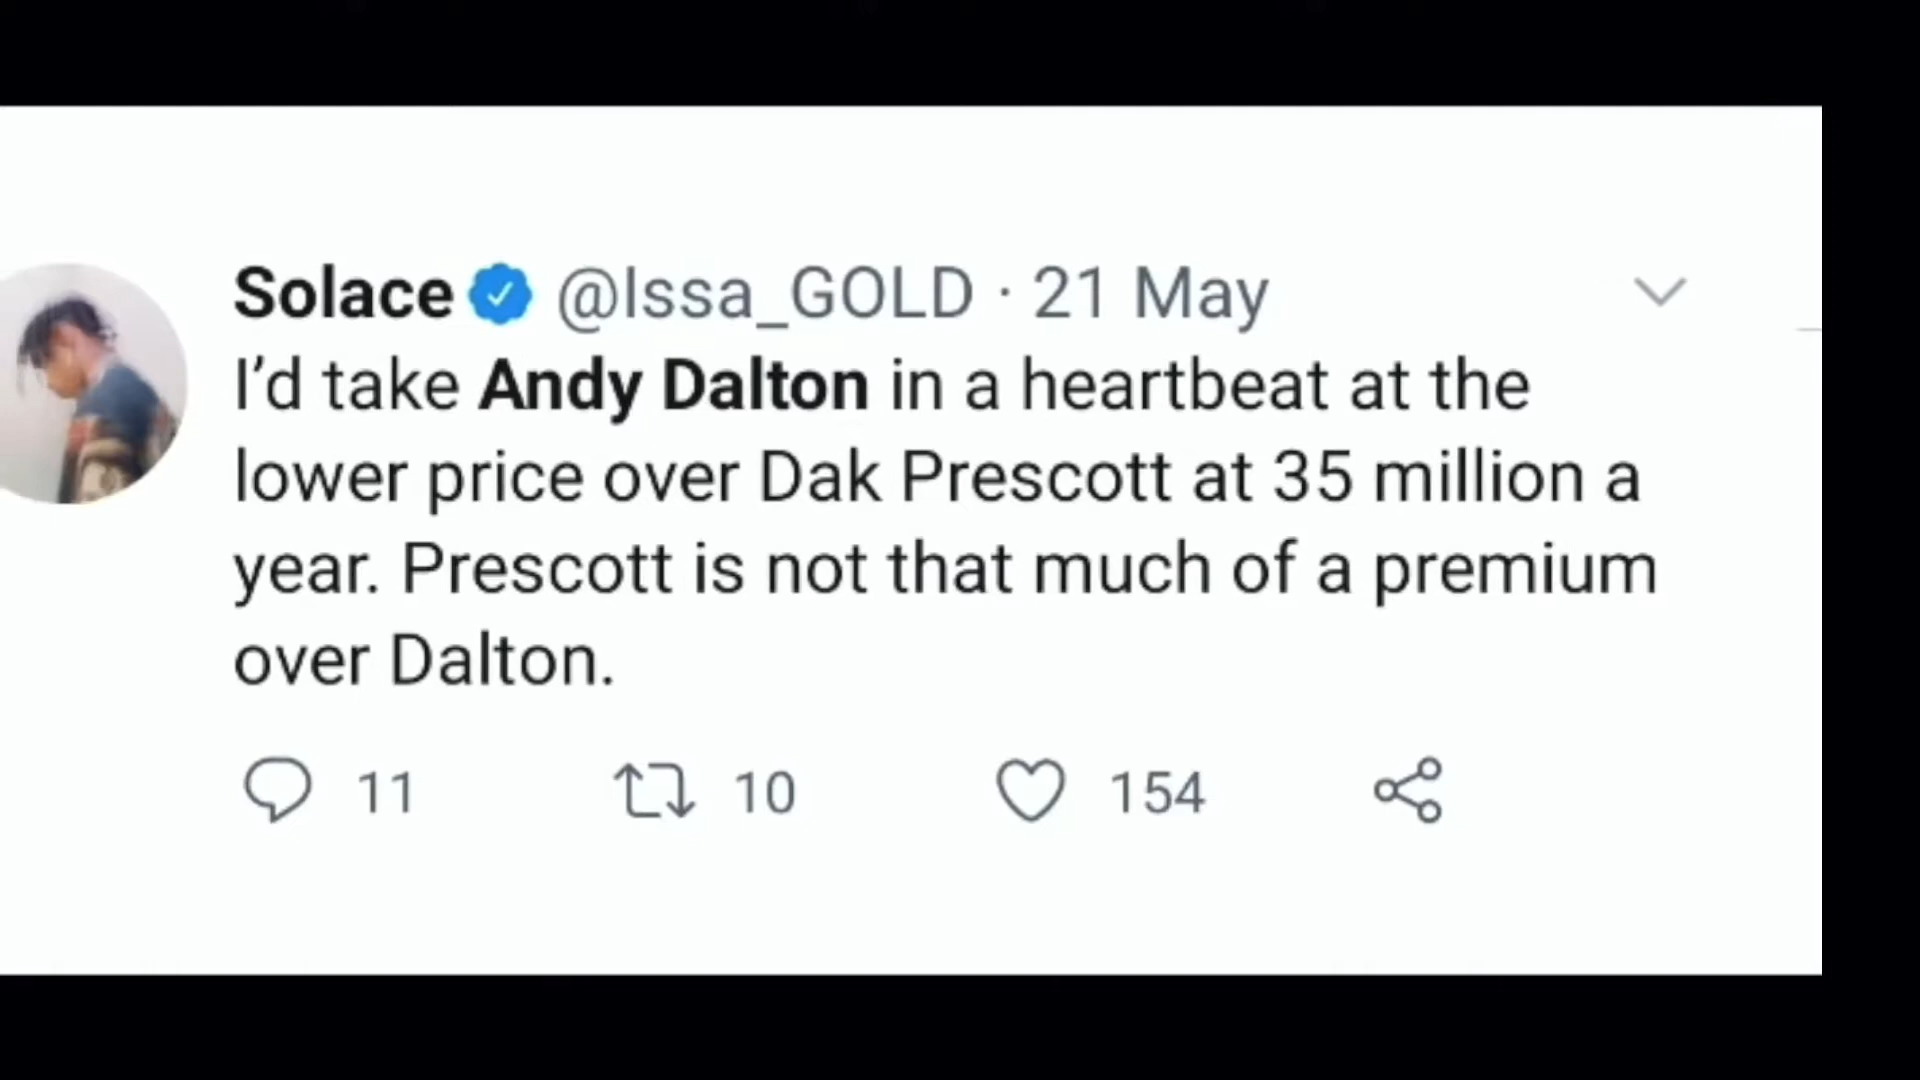 Solace @Issa_GOLD · 21 May
I’d take Andy Dalton in a heartbeat at the
lower price over Dak Prescott at 35 million a
year. Prescott is not that much of a premium
over Dalton.
11 10 154